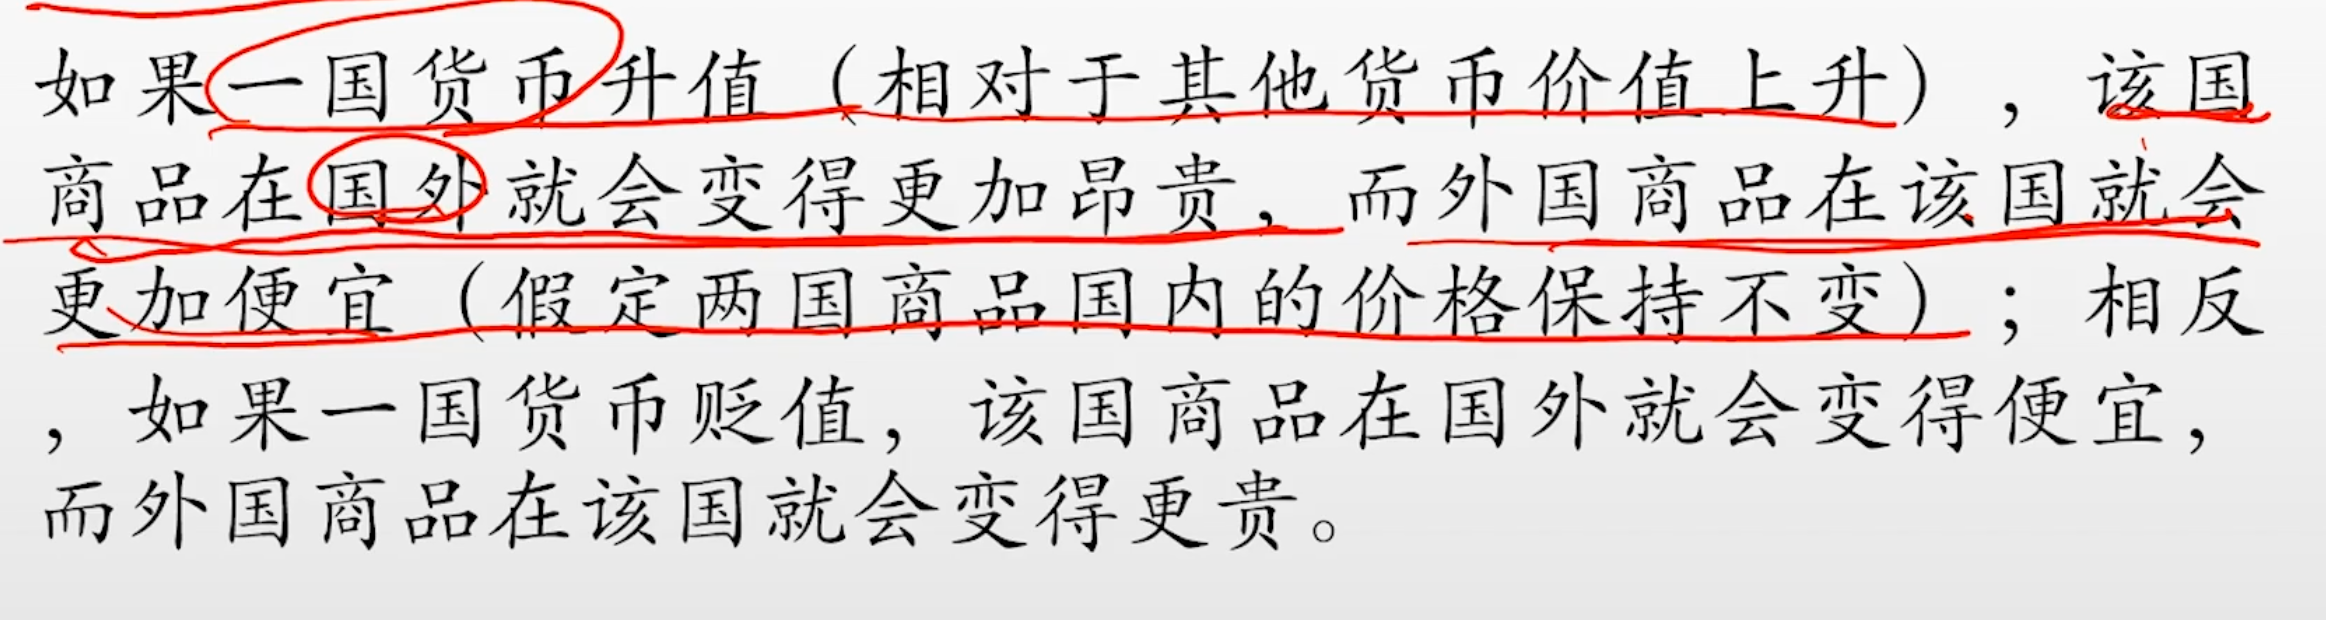 如果一国货币升值（相对于其他货币价值上升），该国
商品在国外就会变得更加昂贵，而外国商品在该国就会
更加便宜（假定两国商品国内的价格保持不变）；相反
，如果一国货币贬值，该国商品在国外就会变得便宜，
而外国商品在该国就会变得更贵。